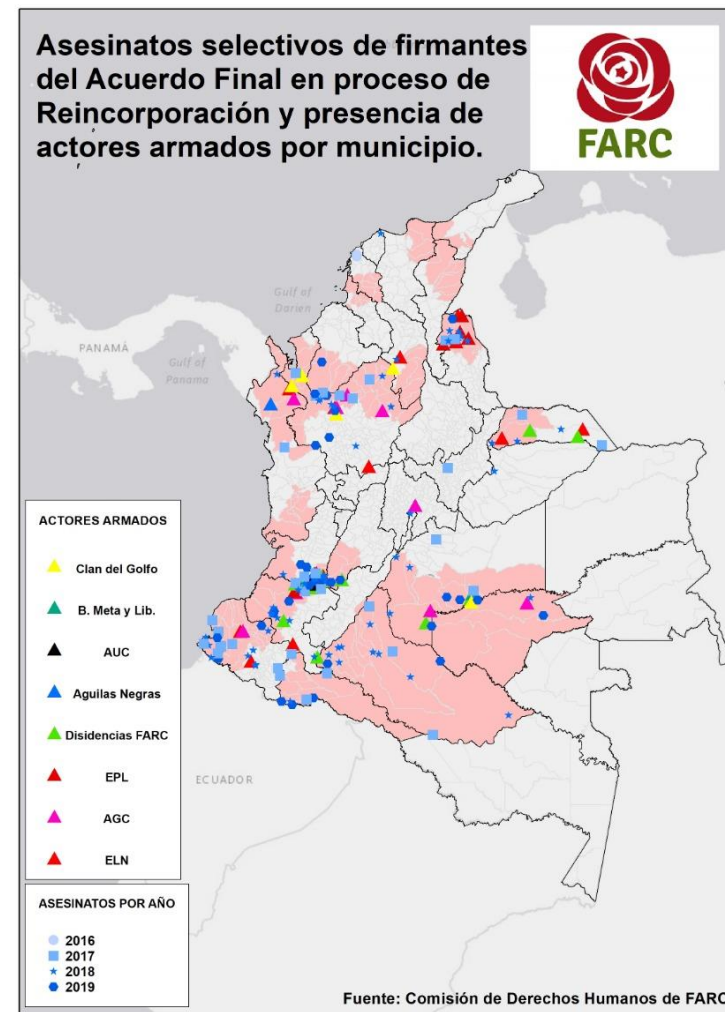 Asesinatos selectivos de firmantes
del Acuerdo Final en proceso de
Reincorporación y presencia de
actores armados por municipio.
FARC
Gulf of
Darien
PANAMÁ
Gulf of
Panama
ECUADOR
ACTORES ARMADOS
Clan del Golfo
B. Meta y Lib.
AUC
Aguilas Negras
Disidencias FARC
EPL
AGC
ELN
ASESINATOS POR AÑO
2016
2017
2018
2019
Fuente: Comisión de Derechos Humanos de FARC